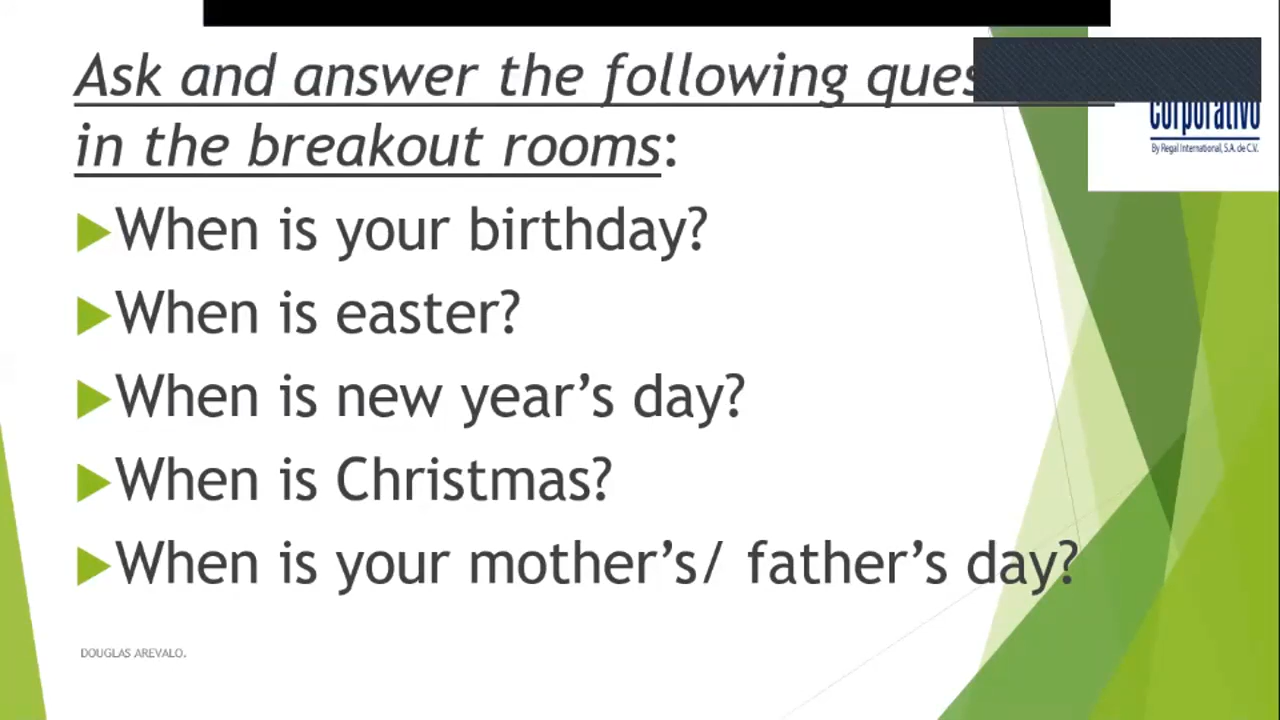 Ask and answer the following
in the breakout rooms:
When is your birthday?
When is easter?
When is new year's day?
When is Christmas?
When is your mother's/ father's day?
corporativo
By Regal International, S.A. de C.V.
DOUGLAS AREVALO.